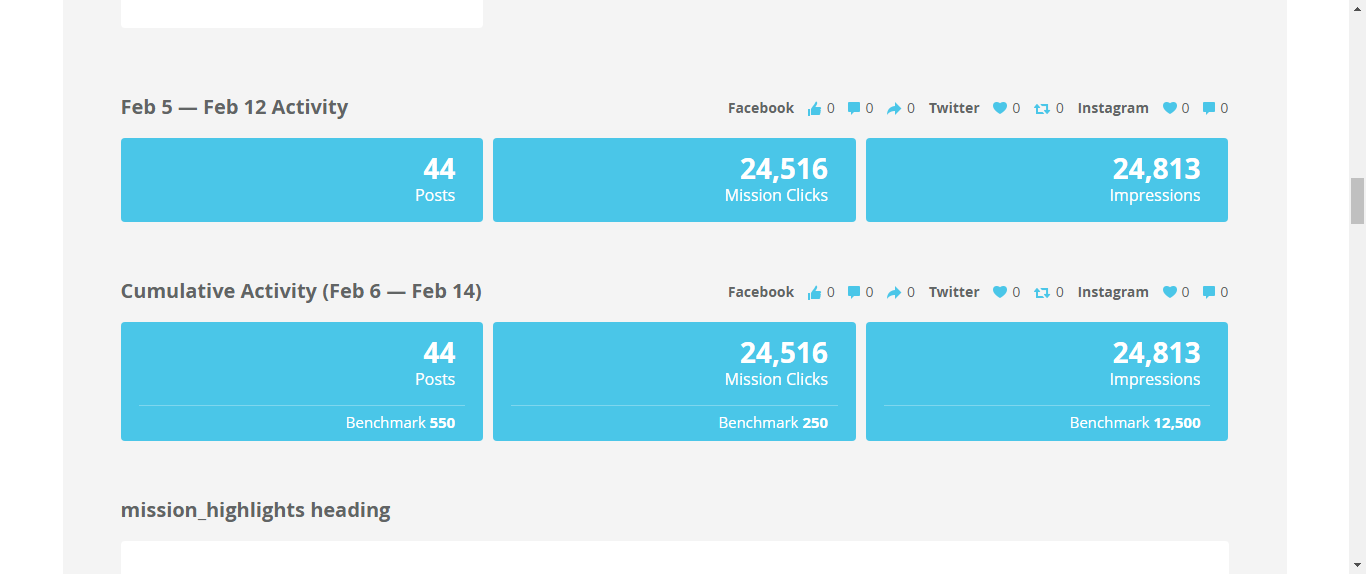 Feb 5 — Feb 12 Activity
Facebook 0 0 0 Twitter 0 0 Instagram 0 0
44
Posts
24,516
Mission Clicks
24,813
Impressions
Cumulative Activity (Feb 6 — Feb 14)
Facebook 0 0 0 Twitter 0 0 Instagram 0 0
44
Posts
Benchmark 550
24,516
Mission Clicks
Benchmark 250
24,813
Impressions
Benchmark 12,500
mission_highlights heading